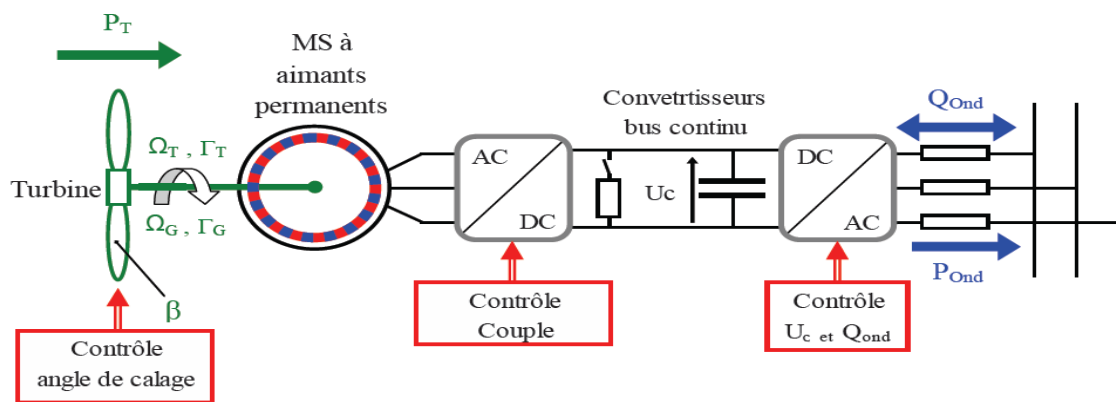 P_T
MS à
aimants
permanents
Convetrtisseurs
bus continu
Q_Ond
Ω_T , Γ_T
AC
DC
Turbine
Uc
DC
AC
Ω_G , Γ_G
P_Ond
β
Contrôle
angle de calage
Contrôle
Couple
Contrôle
U_c et Q_ond